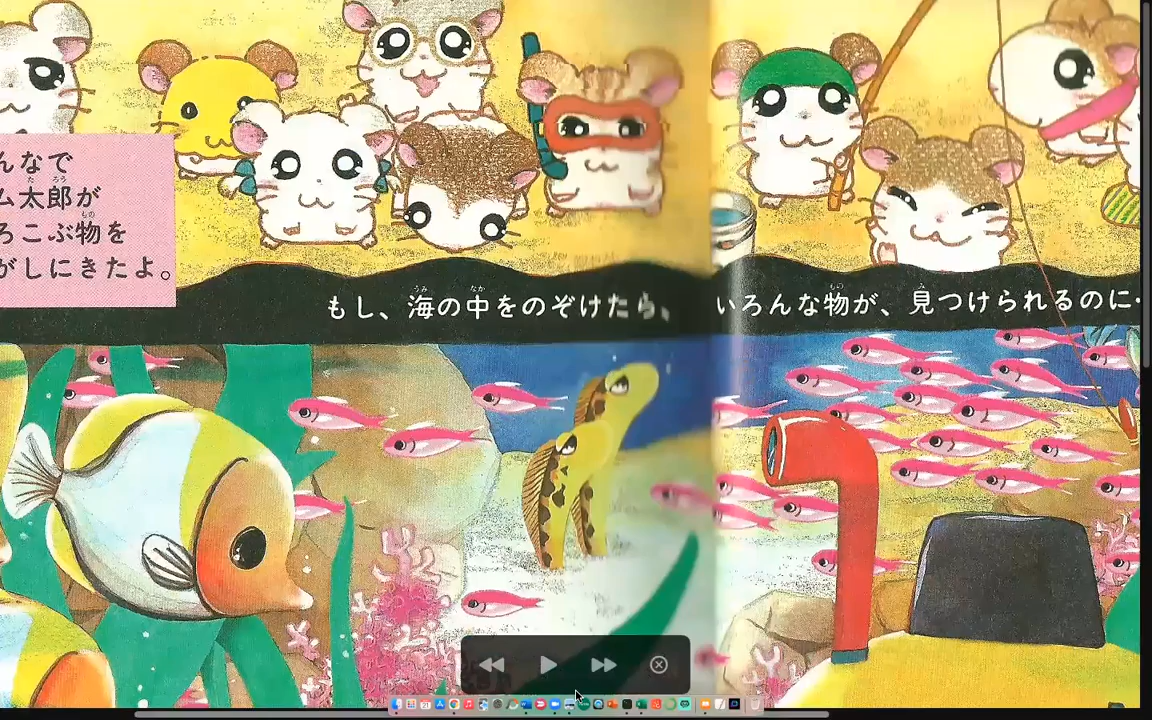 んなで
ム太郎が
ろこぶ物を
がしにきたよ。
もし、海の中をのぞけたら、
いろんな物が、見つけられるのに・